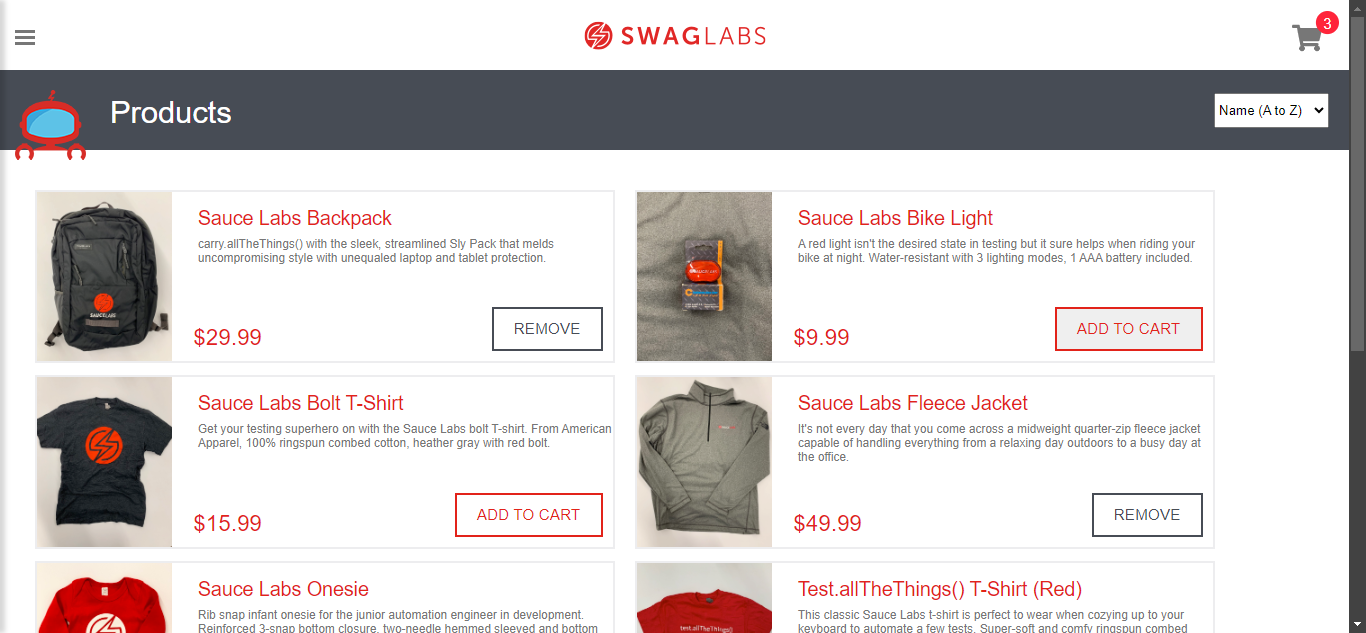 SWAGLABS
3
Products
Name (A to Z)
Sauce Labs Backpack
carry.allTheThings() with the sleek, streamlined Sly Pack that melds
uncompromising style with unequaled laptop and tablet protection.
$29.99
REMOVE
SAUCELABS
Sauce Labs Bike Light
A red light isn't the desired state in testing but it sure helps when riding your
bike at night. Water-resistant with 3 lighting modes, 1 AAA battery included.
$9.99
ADD TO CART
Sauce Labs Bolt T-Shirt
Get your testing superhero on with the Sauce Labs bolt T-shirt. From American
Apparel, 100% ringspun combed cotton, heather gray with red bolt.
$15.99
ADD TO CART
Sauce Labs Fleece Jacket
It's not every day that you come across a midweight quarter-zip fleece jacket
capable of handling everything from a relaxing day outdoors to a busy day at
the office.
$49.99
REMOVE
Sauce Labs Onesie
Rib snap infant onesie for the junior automation engineer in development.
Reinforced 3-snap bottom closure, two-needle hemmed sleeved and bottom
Test.allTheThings() T-Shirt (Red)
This classic Sauce Labs t-shirt is perfect to wear when cozying up to your
keyboard to automate a few tests. Super-soft and comfy ringspun combed
test.allTheThings()